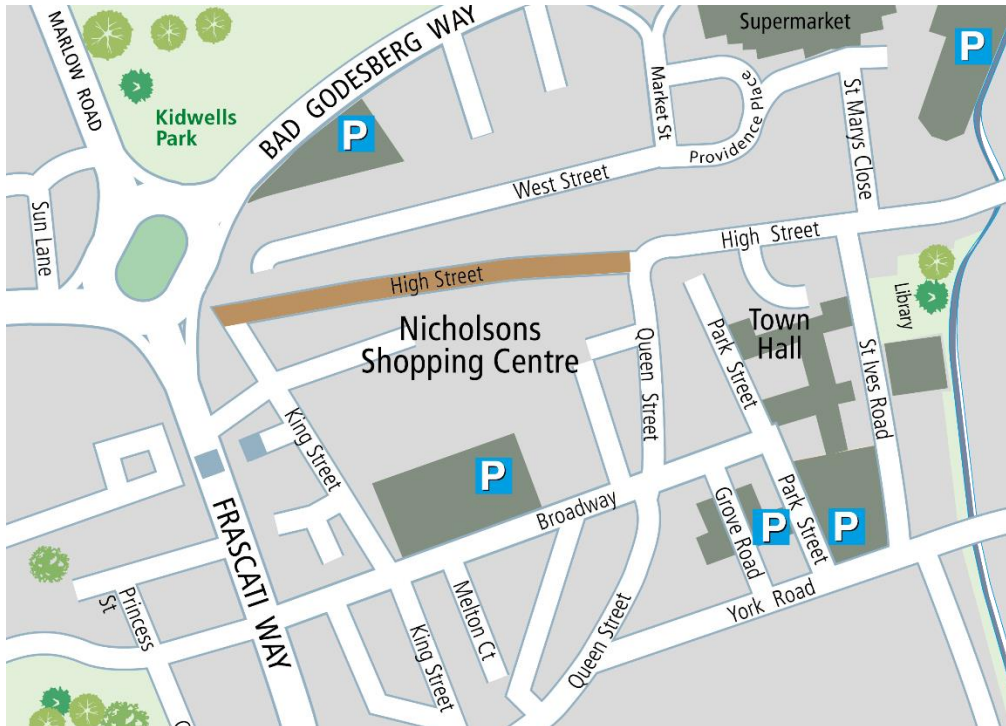 MARLOW ROAD
BAD GODESBERG WAY
Supermarket
P
Kidwells
Park
P
Market St
Providence Place
St Marys Close
West Street
Sun Lane
High Street
High Street
Library
Nicholsons
Shopping Centre
Town
Hall
Park Street
Queen Street
St Ives Road
King Street
P
Broadway
FRASCATI WAY
Grove Road
P
Park Street
P
Princess
St
Melton Ct
King Street
Queen Street
York Road